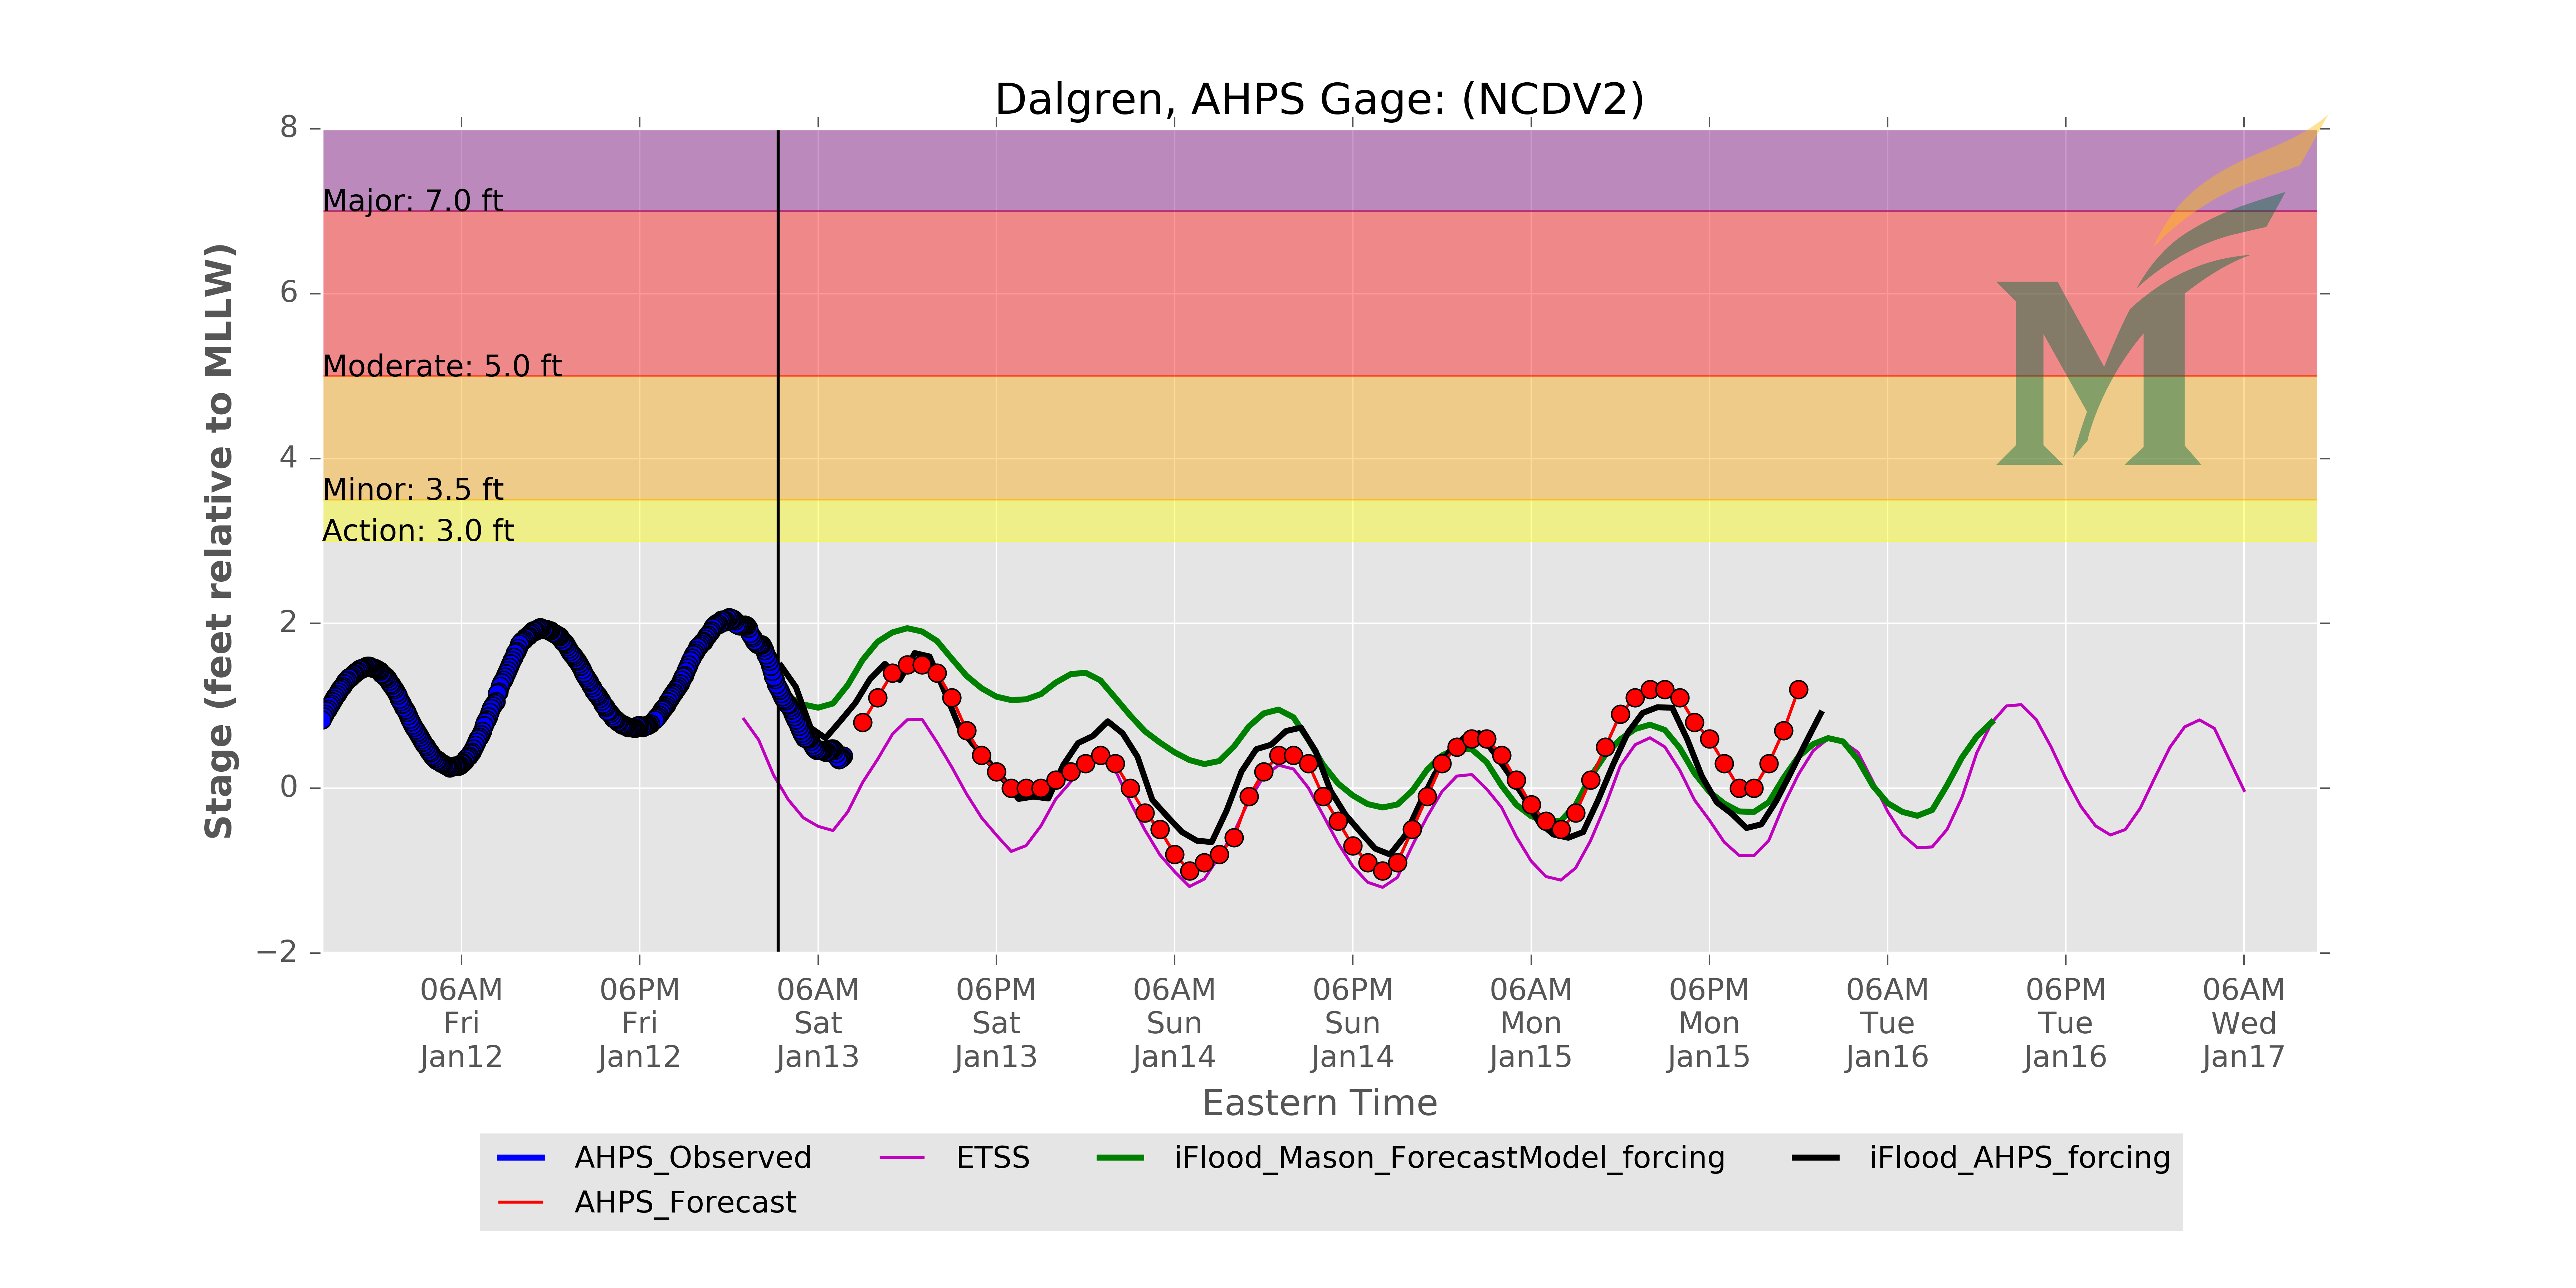 Dalgren, AHPS Gage: (NCDV2)
8
6
4
2
0
−2
Stage (feet relative to MLLW)
Major: 7.0 ft
Moderate: 5.0 ft
Minor: 3.5 ft
Action: 3.0 ft
M
06AM 06PM 06AM 06PM 06AM 06PM 06AM 06PM 06AM 06PM 06AM
Fri Fri Sat Sat Sun Sun Mon Mon Tue Tue Wed
Jan12 Jan12 Jan13 Jan13 Jan14 Jan14 Jan15 Jan15 Jan16 Jan16 Jan17
Eastern Time
AHPS_Observed ETSS iFlood_Mason_ForecastModel_forcing iFlood_AHPS_forcing
AHPS_Forecast